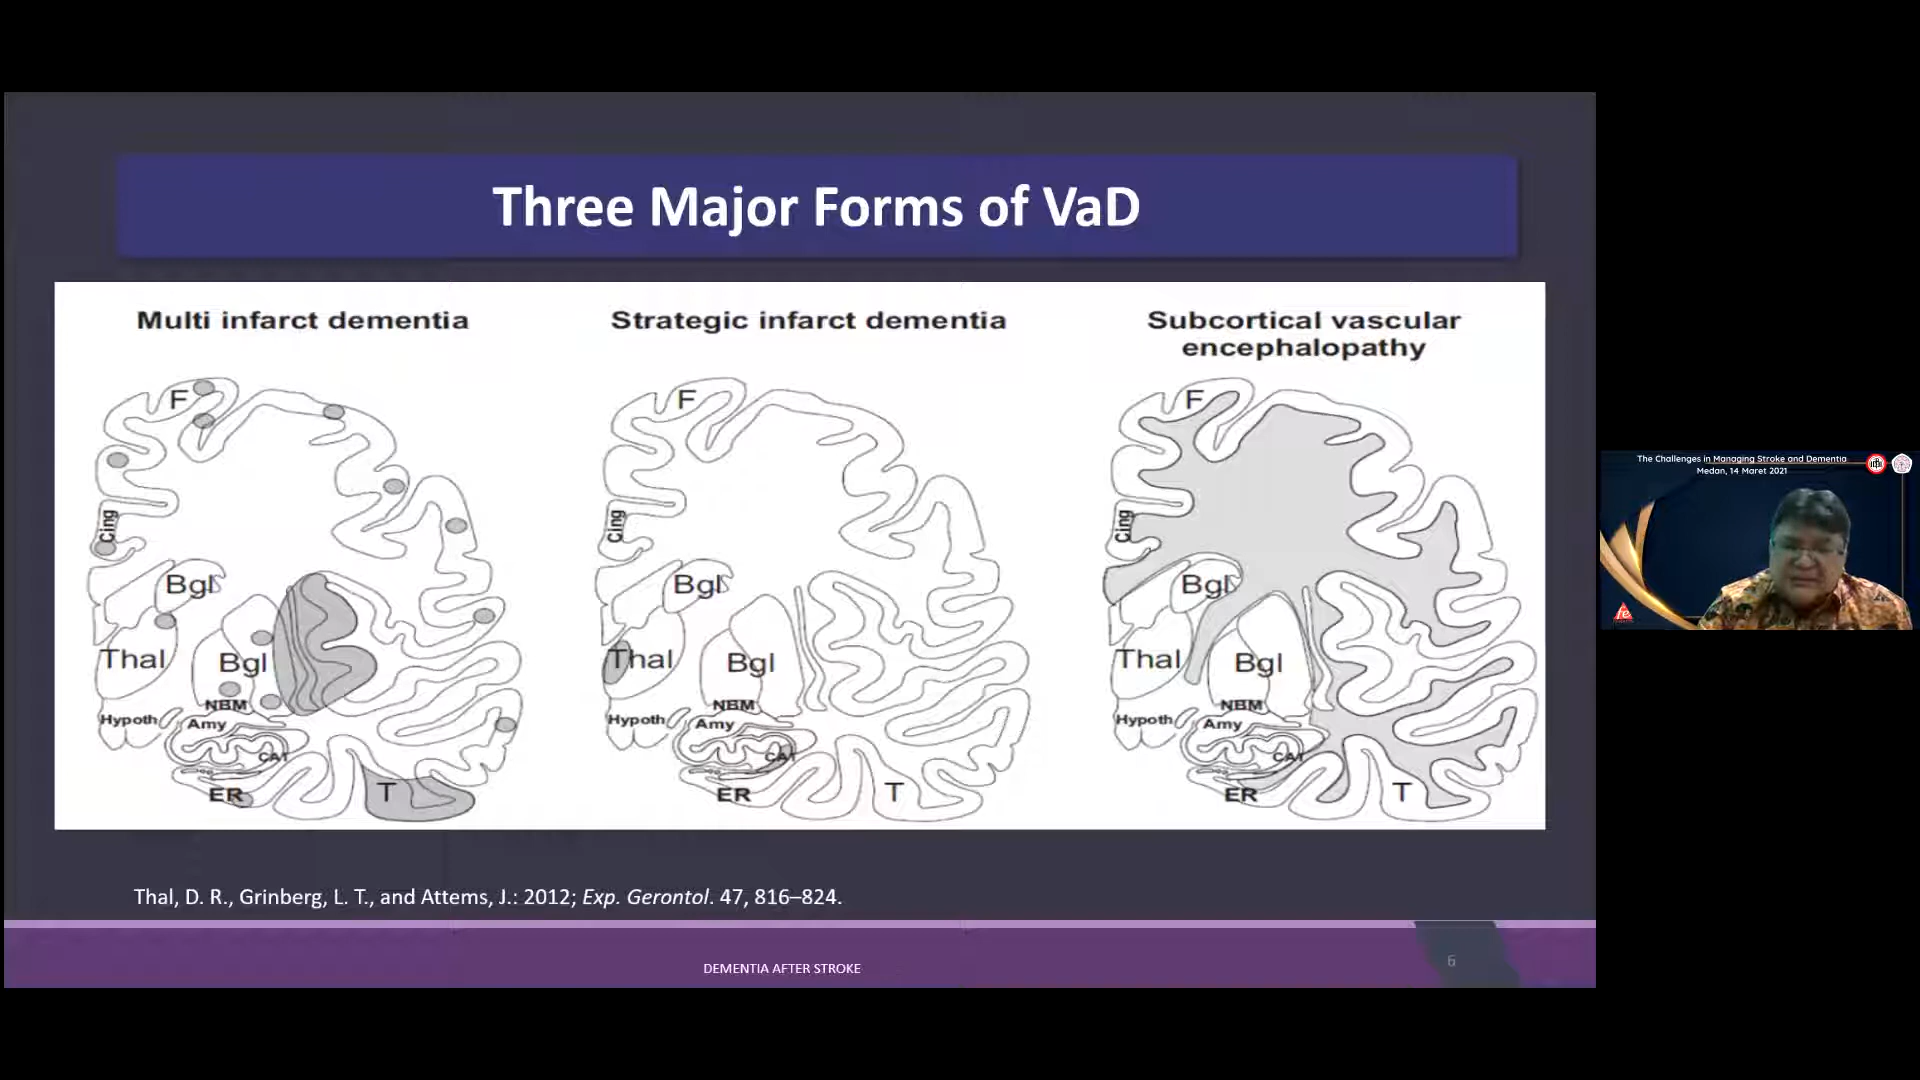 Three Major Forms of VaD
Multi infarct dementia
Strategic infarct dementia
Subcortical vascular
encephalopathy
F
Cing
Bgl
Thal
Bgl
NBM
Hypoth
Amy
CA1
ER
T
F
Cing
Bgl
Thal
Bgl
NBM
Hypoth
Amy
CA1
ER
T
F
Cing
Bgl
Thal
Bgl
NBM
Hypoth
Amy
CA1
ER
T
Thal, D. R., Grinberg, L. T., and Attems, J.: 2012; Exp. Gerontol. 47, 816–824.
DEMENTIA AFTER STROKE
6
The Challenges in Managing Stroke and Dementia
Medan, 14 Maret 2021